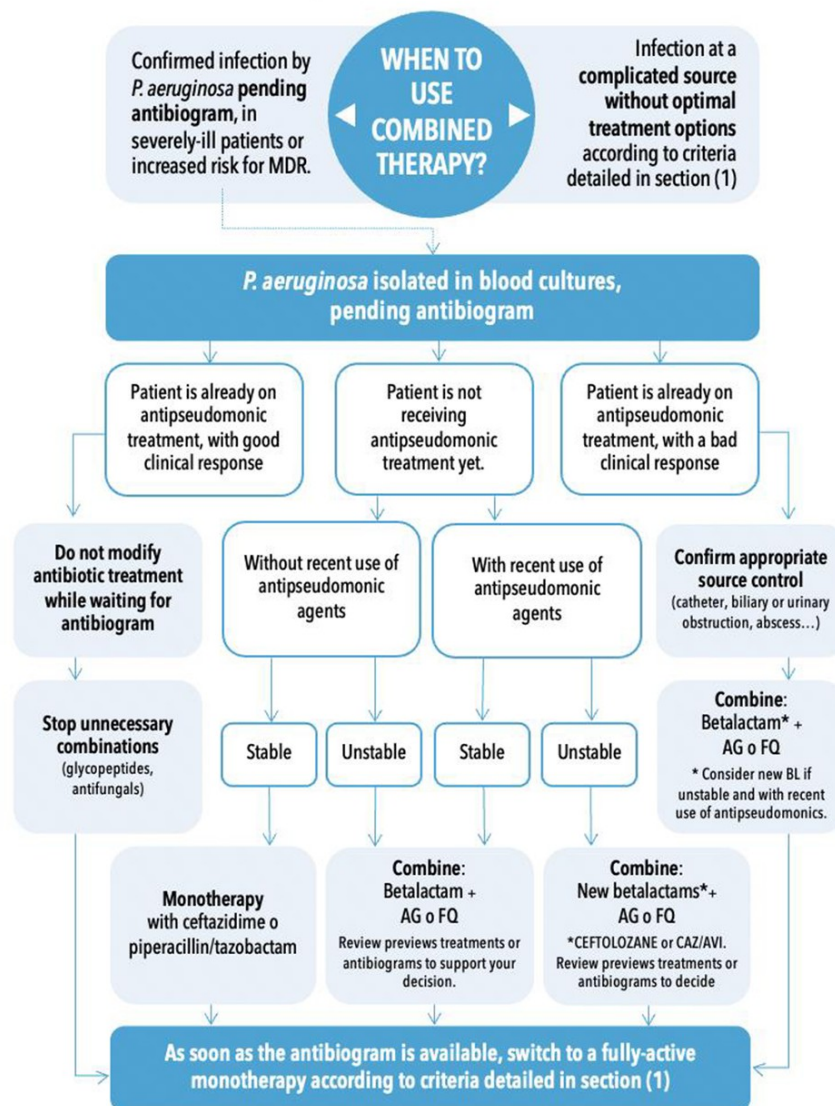 Confirmed infection by
P. aeruginosa pending
antibiogram, in
severely-ill patients or
increased risk for MDR.
WHEN TO
USE
COMBINED
THERAPY?
Infection at a
complicated source
without optimal
treatment options
according to criteria
detailed in section (1)
P. aeruginosa isolated in blood cultures,
pending antibiogram
Patient is already on
antipseudomonic
treatment, with good
clinical response
Patient is not
receiving
antipseudomonic
treatment yet.
Patient is already on
antipseudomonic
treatment, with a bad
clinical response
Do not modify
antibiotic treatment
while waiting for
antibiogram
Without recent use of
antipseudomonic
agents
With recent use of
antipseudomonic
agents
Confirm appropriate
source control
(catheter, biliary or urinary
obstruction, abscess...)
Stop unnecessary
combinations
(glycopeptides,
antifungals)
Stable
Unstable
Stable
Unstable
Combine:
Betalactam* +
AG o FQ
* Consider new BL if
unstable and with recent
use of antipseudomonics.
Monotherapy
with ceftazidime o
piperacillin/tazobactam
Combine:
Betalactam +
AG o FQ
Review previews treatments or
antibiograms to support your
decision.
Combine:
New betalactams*+
AG o FQ
*CEFTOLOZANE or CAZ/AVI.
Review previews treatments or
antibiograms to decide
As soon as the antibiogram is available, switch to a fully-active
monotherapy according to criteria detailed in section (1)